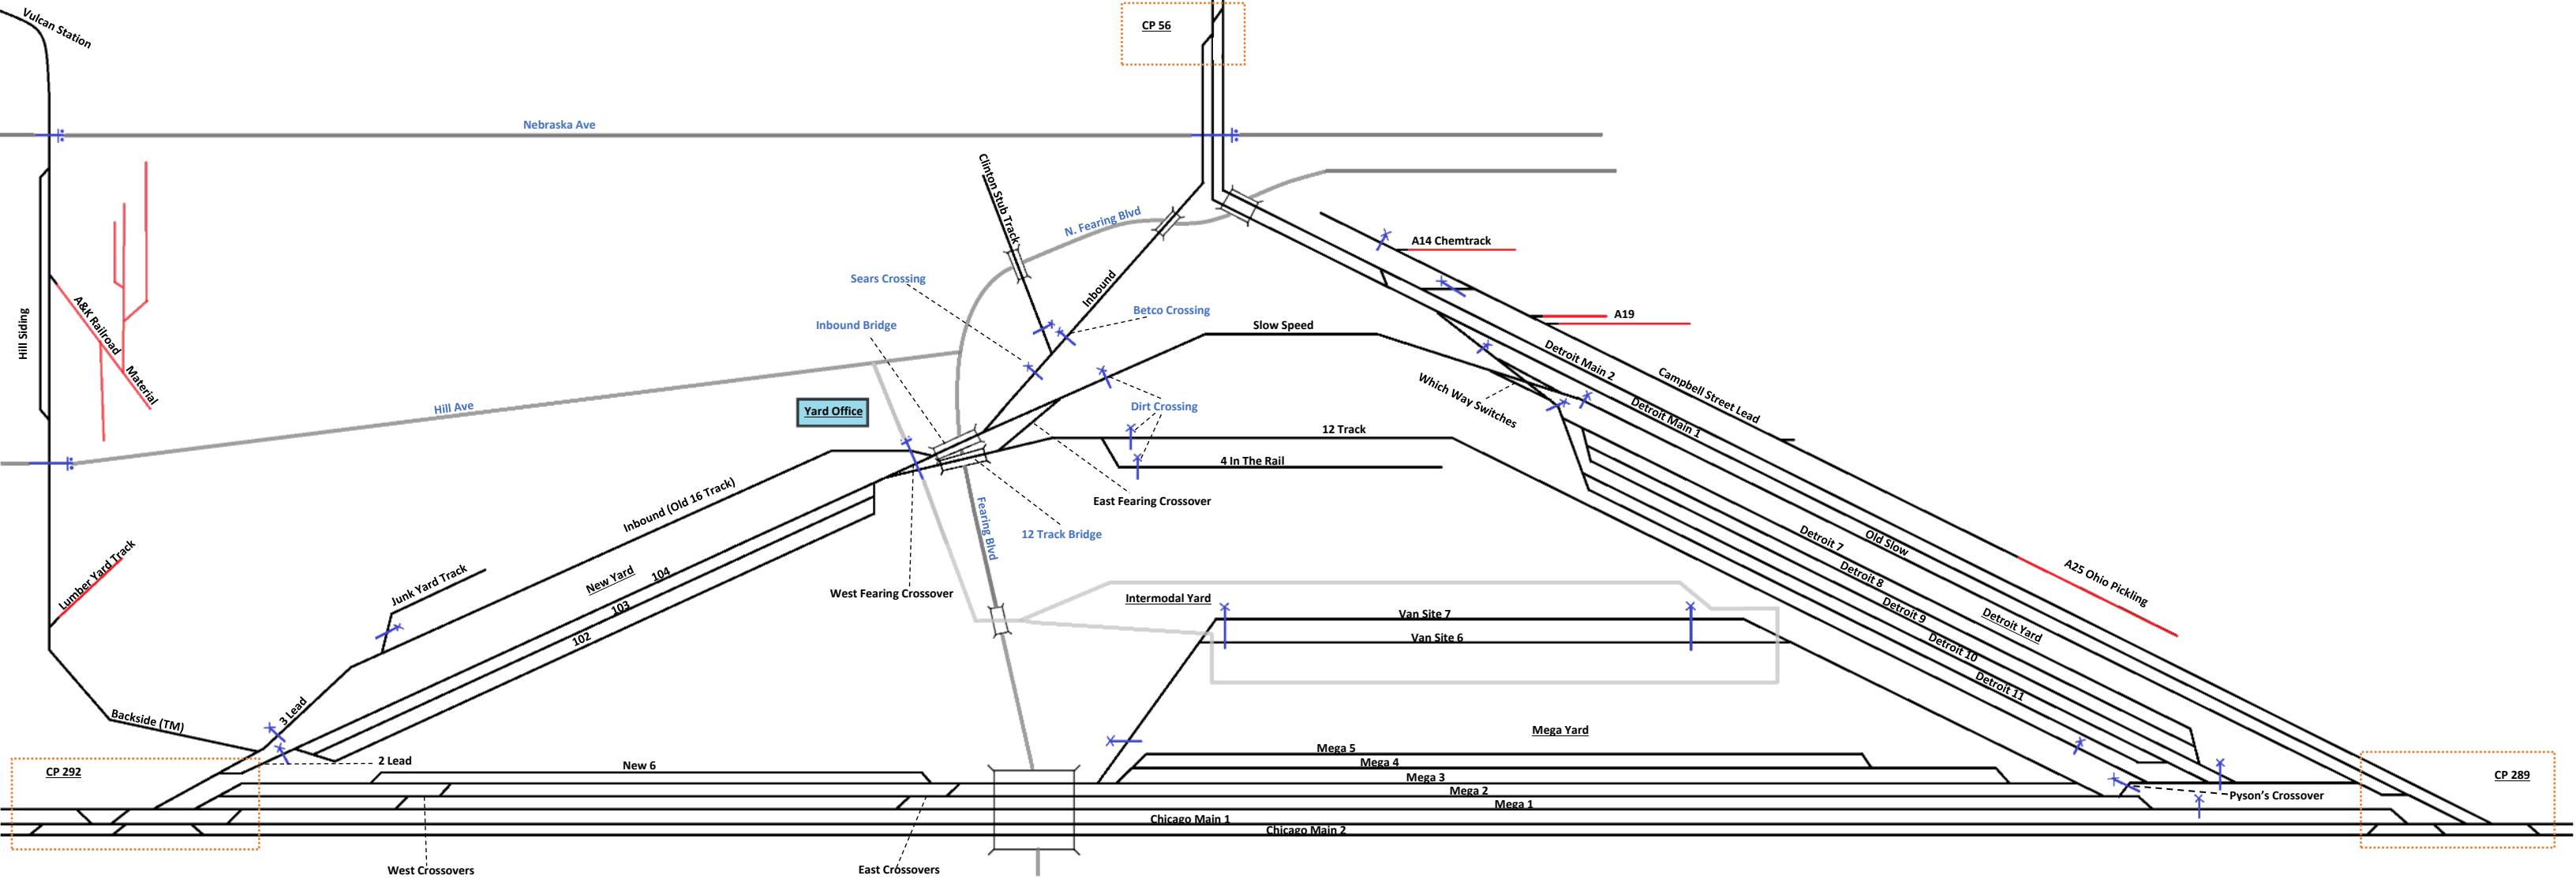 Vulcan Station
CP 56
Nebraska Ave
Clinton Stub Track
N. Fearing Blvd
A14 Chemtrack
Sears Crossing
Inbound
Betco Crossing
Inbound Bridge
Slow Speed
A19
Hill Siding
A&K Railroad
Material
Detroit Main 2
Campbell Street Lead
Which Way Switches
Detroit Main 1
Hill Ave
Yard Office
Dirt Crossing
12 Track
4 In The Rail
East Fearing Crossover
Inbound (Old 16 Track)
Fearing Blvd
12 Track Bridge
Detroit 7
Old Slow
Lumber Yard Track
Junk Yard Track
New Yard
104
103
102
West Fearing Crossover
Intermodal Yard
Van Site 7
Van Site 6
Detroit 8
Detroit 9
Detroit Yard
Detroit 10
Detroit 11
A25 Ohio Pickling
3 Lead
Backside (TM)
2 Lead
CP 292
New 6
Mega Yard
Mega 5
Mega 4
Mega 3
Mega 2
Mega 1
Chicago Main 1
Chicago Main 2
CP 289
Pyson's Crossover
West Crossovers
East Crossovers